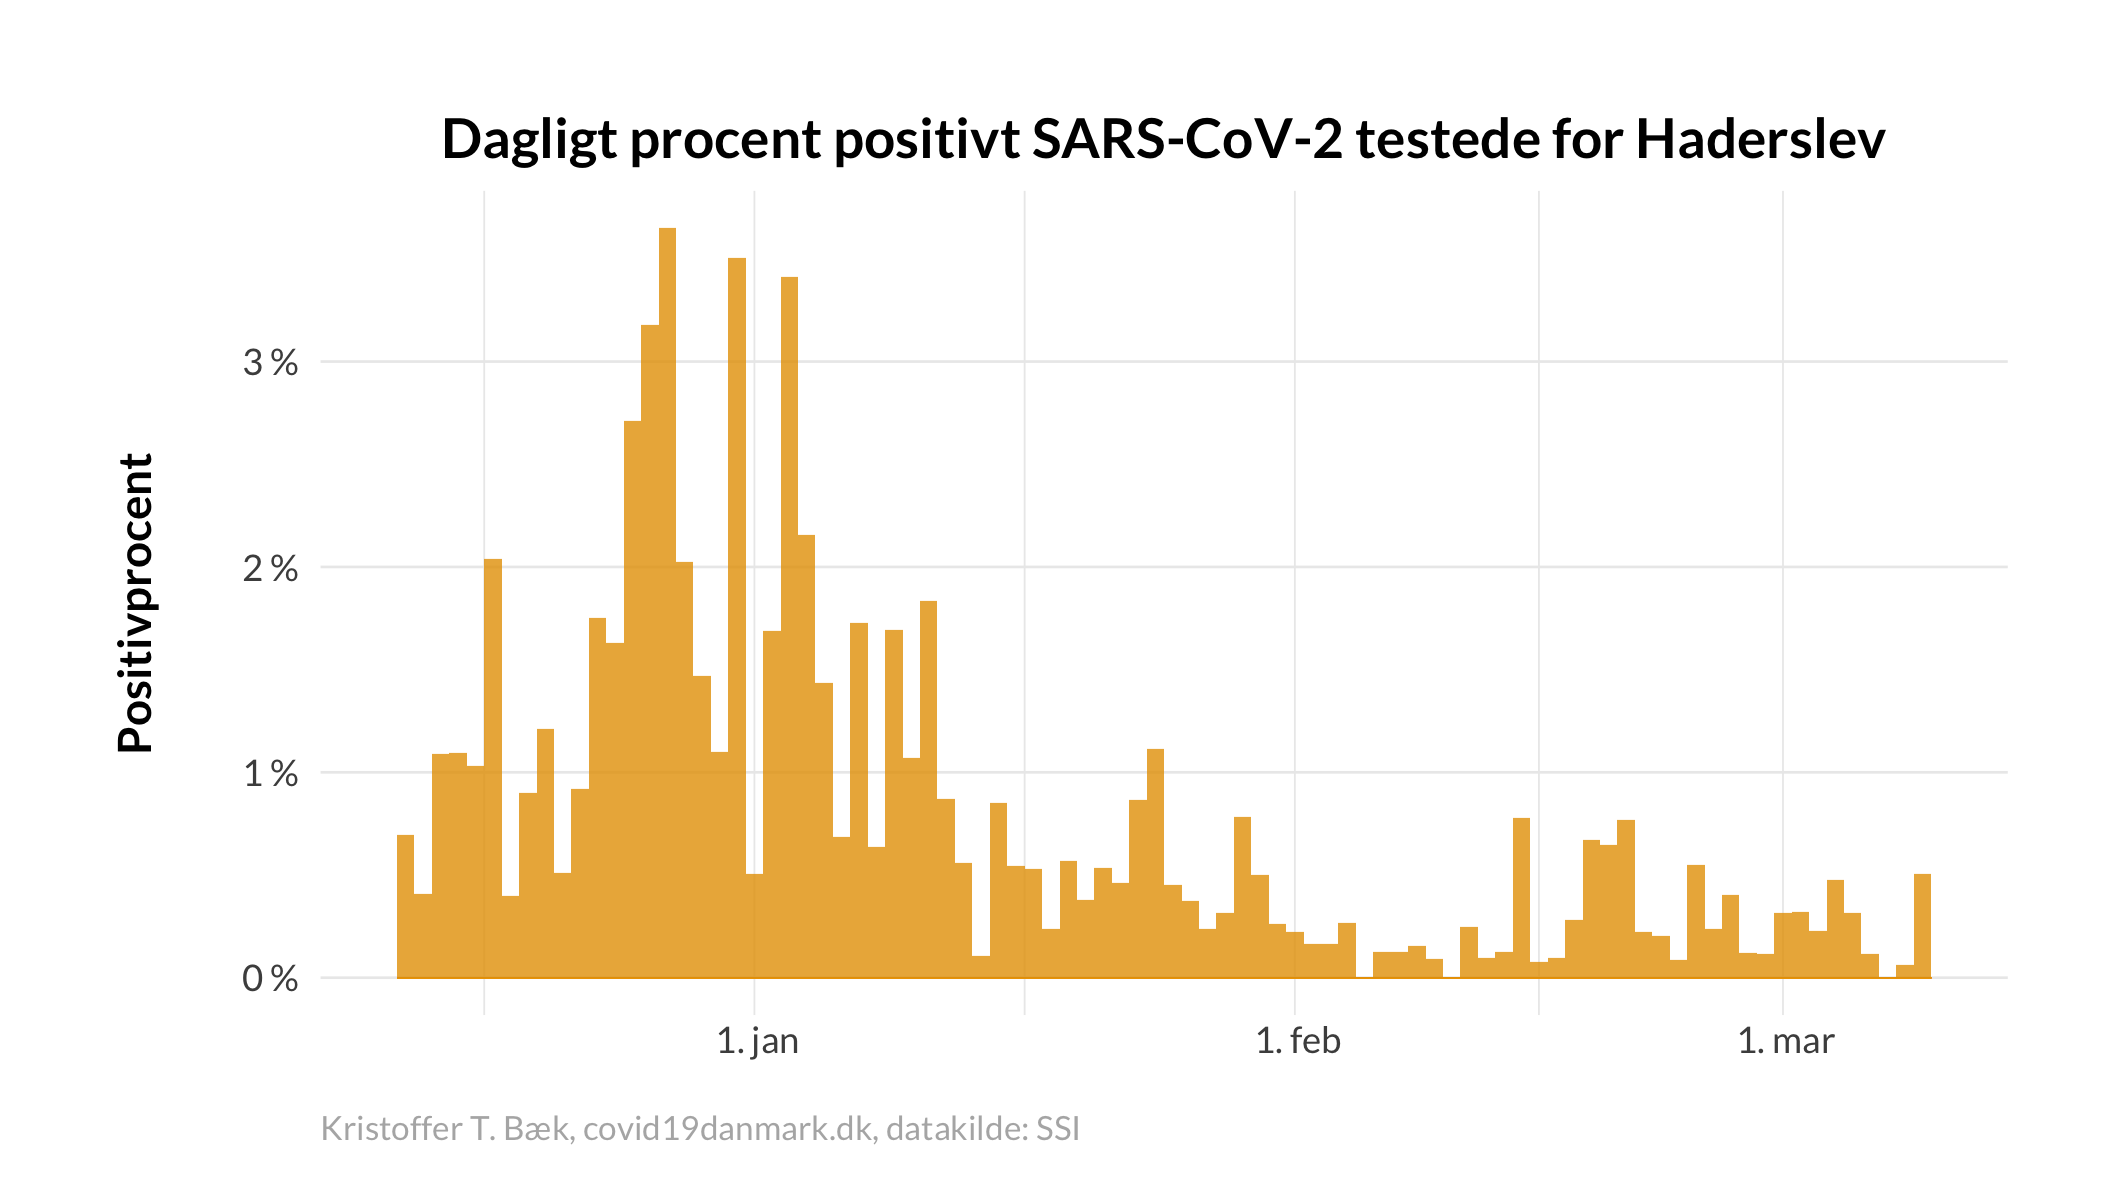 Dagligt procent positivt SARS-CoV-2 testede for Haderslev
Positivprocent
3 %
2 %
1 %
0 %
1. jan
1. feb
1. mar
Kristoffer T. Bæk, covid19danmark.dk, datakilde: SSI